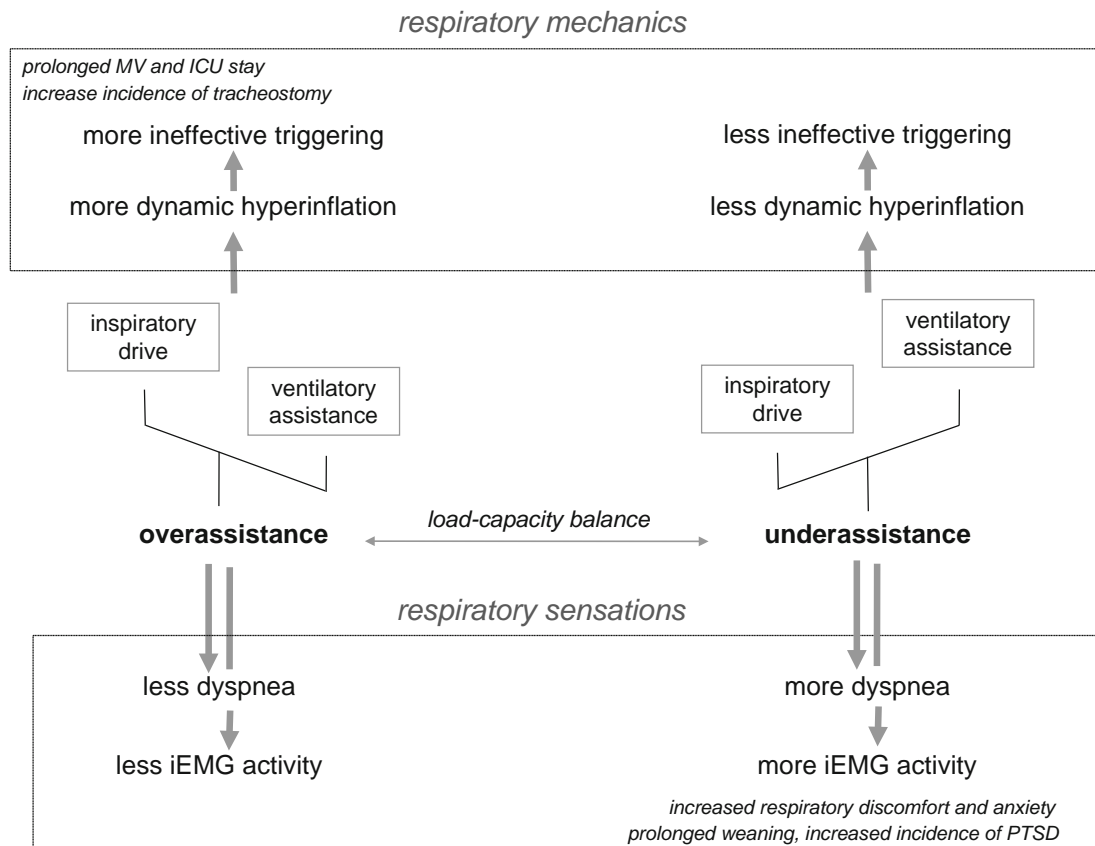 respiratory mechanics
prolonged MV and ICU stay
increase incidence of tracheostomy
more ineffective triggering
less ineffective triggering
more dynamic hyperinflation
less dynamic hyperinflation
inspiratory
drive
ventilatory
assistance
ventilatory
assistance
inspiratory
drive
overassistance
load-capacity balance
underassistance
respiratory sensations
less dyspnea
more dyspnea
less iEMG activity
more iEMG activity
increased respiratory discomfort and anxiety
prolonged weaning, increased incidence of PTSD